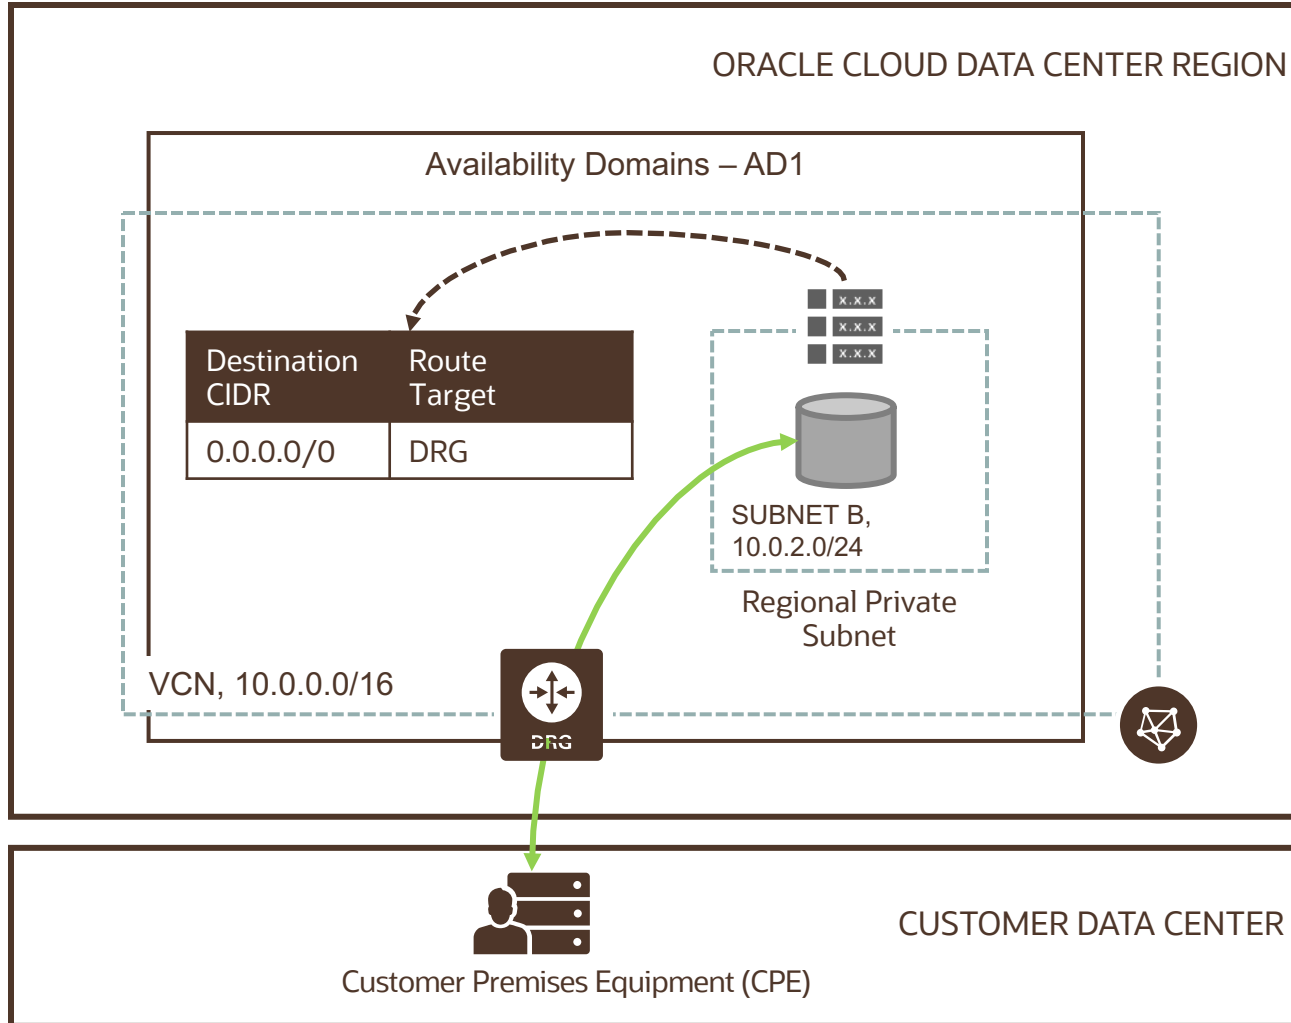 ORACLE CLOUD DATA CENTER REGION
Availability Domains – AD1
x.x.x
x.x.x
x.x.x
Destination CIDR
Route Target
0.0.0.0/0
DRG
SUBNET B,
10.0.2.0/24
Regional Private
Subnet
VCN, 10.0.0.0/16
DRG
CUSTOMER DATA CENTER
Customer Premises Equipment (CPE)